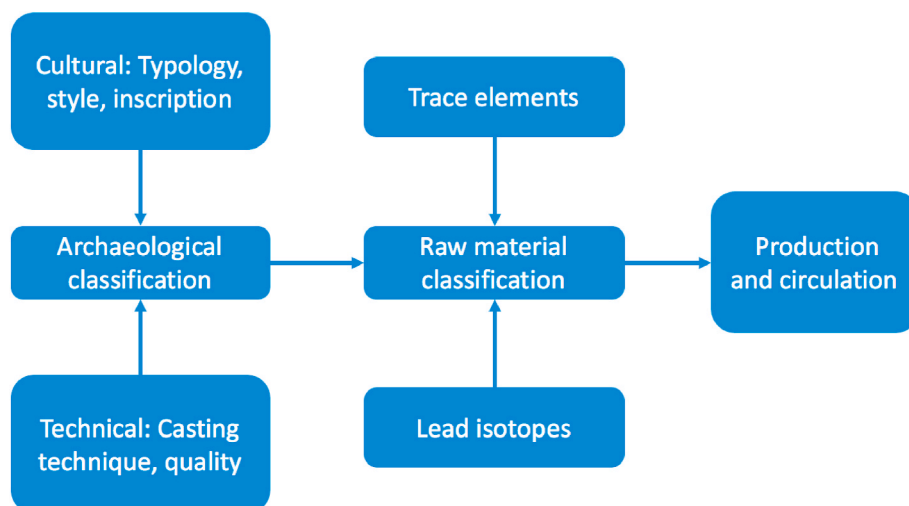 Cultural: Typology,
style, inscription
Trace elements
Archaeological
classification
Raw material
classification
Production
and circulation
Technical: Casting
technique, quality
Lead isotopes